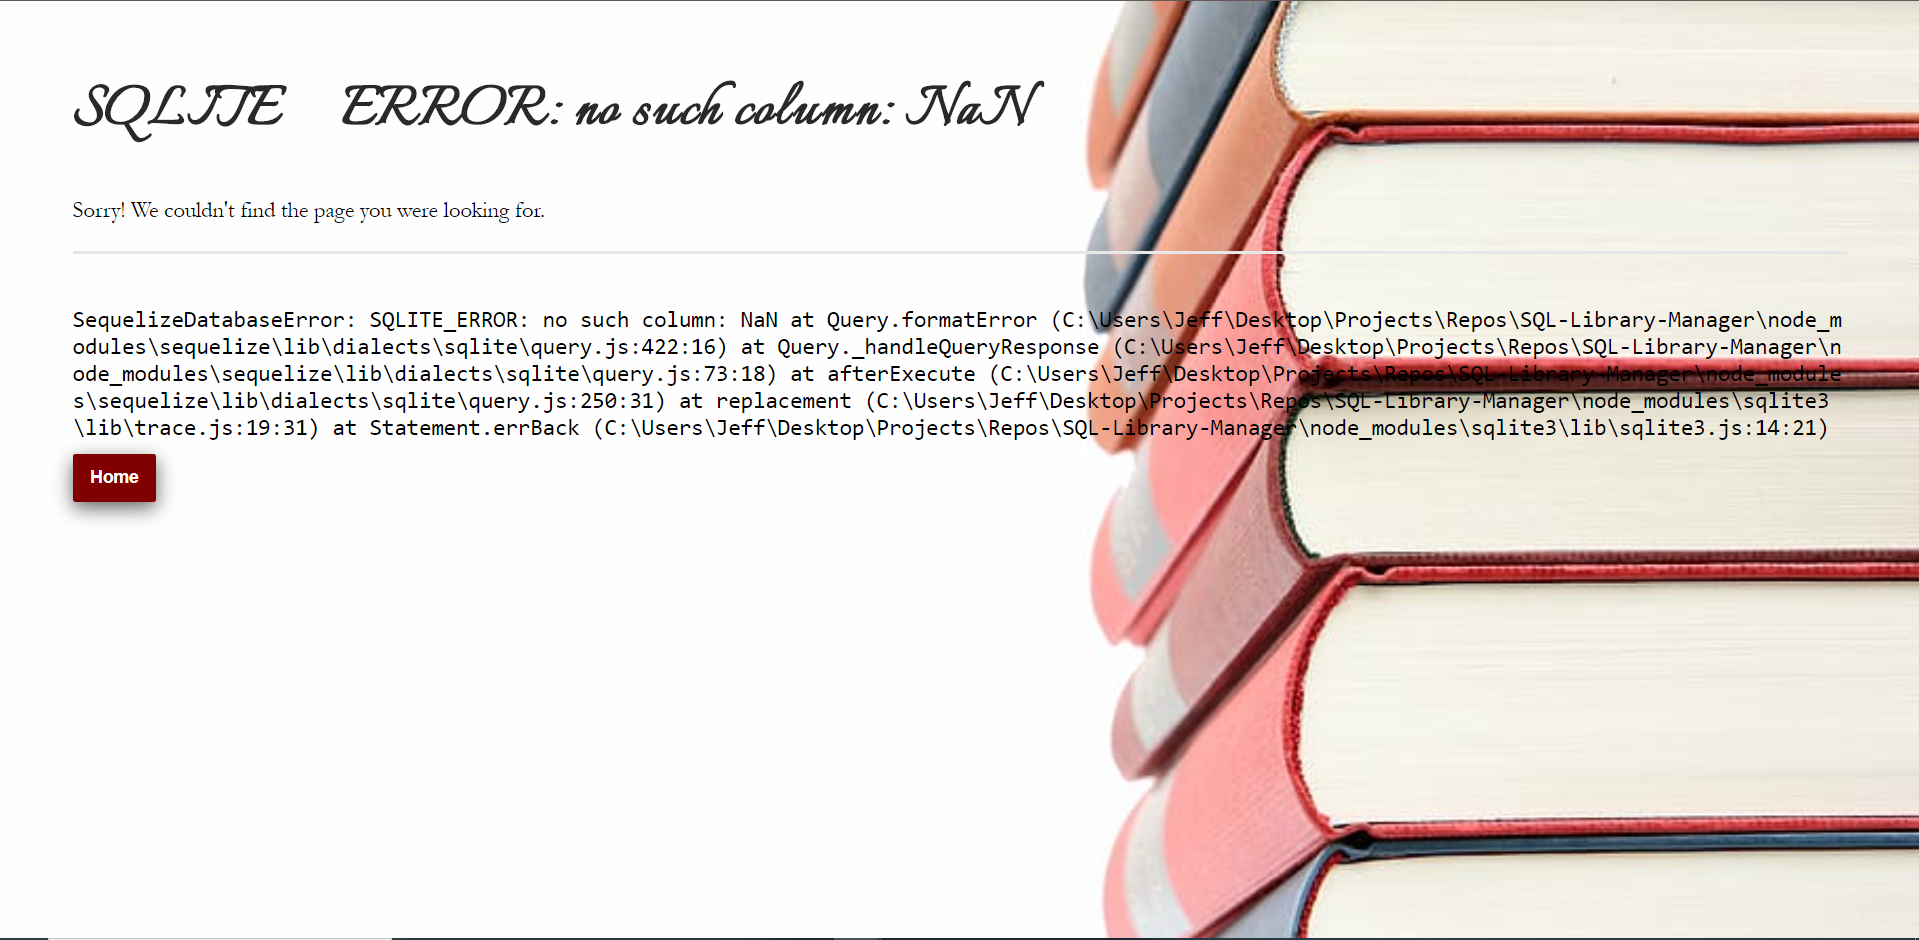 SQLITE ERROR: no such column: NaN
Sorry! We couldn't find the page you were looking for.
SequelizeDatabaseError: SQLITE_ERROR: no such column: NaN at Query.formatError (C:\Users\Jeff\Desktop\Projects\Repos\SQL-Library-Manager\node_m
odules\sequelize\lib\dialects\sqlite\query.js:422:16) at Query._handleQueryResponse (C:\Users\Jeff\Desktop\Projects\Repos\SQL-Library-Manager\n
ode_modules\sequelize\lib\dialects\sqlite\query.js:73:18) at afterExecute (C:\Users\Jeff\Desktop\Projects\Repos\SQL-Library-Manager\node_module
s\sequelize\lib\dialects\sqlite\query.js:250:31) at replacement (C:\Users\Jeff\Desktop\Projects\Repos\SQL-Library-Manager\node_modules\sqlite3
\lib\trace.js:19:31) at Statement.errBack (C:\Users\Jeff\Desktop\Projects\Repos\SQL-Library-Manager\node_modules\sqlite3\lib\sqlite3.js:14:21)
Home